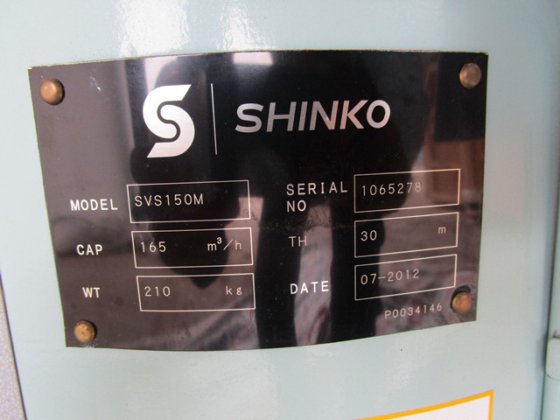 S SHINKO
MODEL SVS150M SERIAL NO 1065278
CAP 165 m³/h TH 30 m
WT 210 kg DATE 07-2012
P0034146